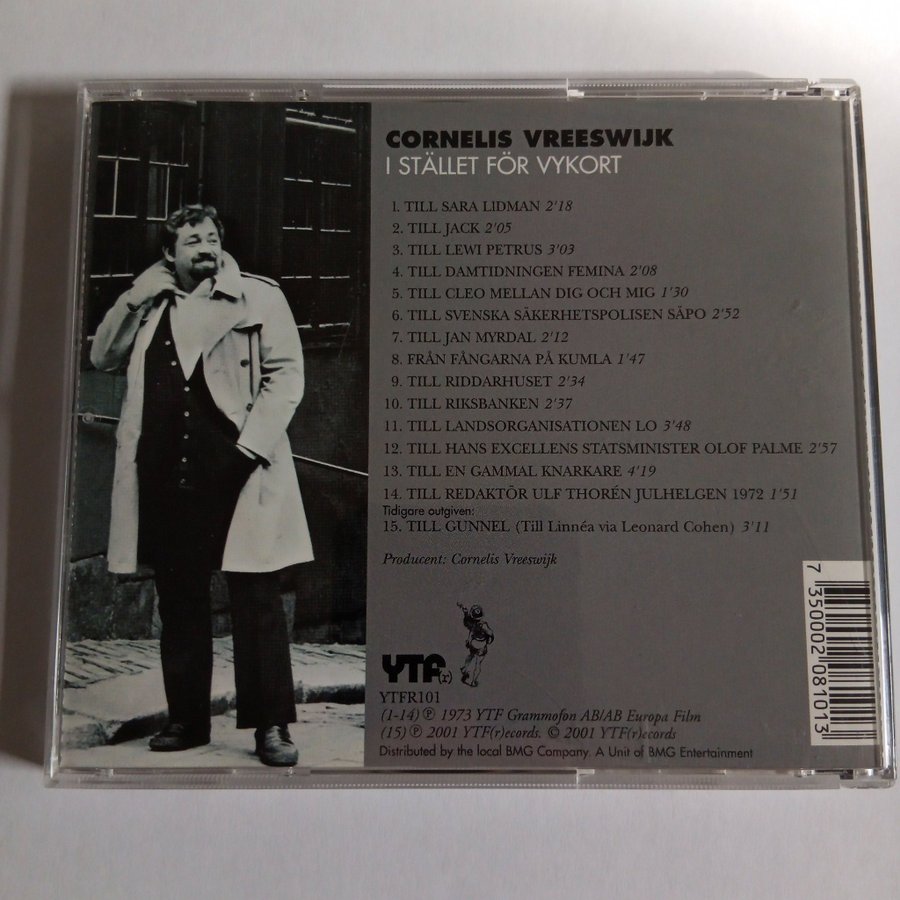 CORNELIS VREESWIJK
I STÄLLET FÖR VYKORT
1. TILL SARA LIDMAN 2'18
2. TILL JACK 2'05
3. TILL LEWI PETRUS 3'03
4. TILL DAMTIDNINGEN FEMINA 2'08
5. TILL CLEO MELLAN DIG OCH MIG 1'30
6. TILL SVENSKA SÄKERHETSPOLISEN SÄPO 2'52
7. TILL JAN MYRDAL 2'12
8. FRÅN FÅNGARNA PÅ KUMLA 1'47
9. TILL RIDDARHUSET 2'34
10. TILL RIKSBANKEN 2'37
11. TILL LANDSORGANISATIONEN LO 3'48
12. TILL HANS EXCELLENS STATSMINISTER OLOF PALME 2'57
13. TILL EN GAMMAL KNARKARE 4'19
14. TILL REDAKTÖR ULF THORÉN JULHELGEN 1972 1'51
Tidigare outgiven:
15. TILL GUNNEL (Till Linnéa via Leonard Cohen) 3'11
Producent: Cornelis Vreeswijk
YTF(r)
YTFR101
(1-14) ℗ 1973 YTF Grammofon AB/AB Europa Film
(15) ℗ 2001 YTF(r)ecords. © 2001 YTF(r)ecords
Distributed by the local BMG Company. A Unit of BMG Entertainment
7 350002 081013